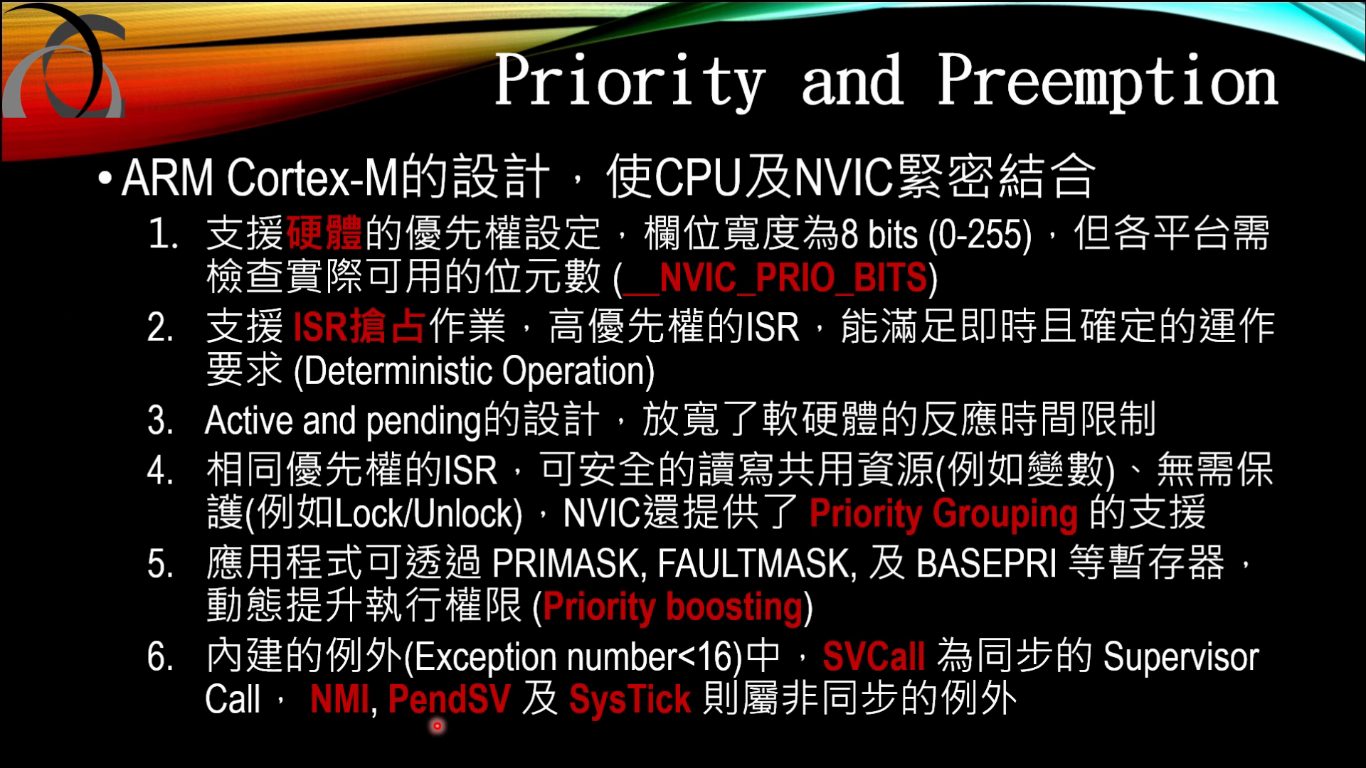 Priority and Preemption
•ARM Cortex-M的設計，使CPU及NVIC緊密結合
1. 支援硬體的優先權設定，欄位寬度為8 bits (0-255)，但各平台需
檢查實際可用的位元數 (__NVIC_PRIO_BITS)
2. 支援 ISR搶占作業，高優先權的ISR，能滿足即時且確定的運作
要求 (Deterministic Operation)
3. Active and pending的設計，放寬了軟硬體的反應時間限制
4. 相同優先權的ISR，可安全的讀寫共用資源(例如變數)、無需保
護(例如Lock/Unlock)，NVIC還提供了 Priority Grouping 的支援
5. 應用程式可透過 PRIMASK, FAULTMASK, 及 BASEPRI 等暫存器，
動態提升執行權限 (Priority boosting)
6. 內建的例外(Exception number<16)中，SVCall 為同步的 Supervisor
Call， NMI, PendSV 及 SysTick 則屬非同步的例外